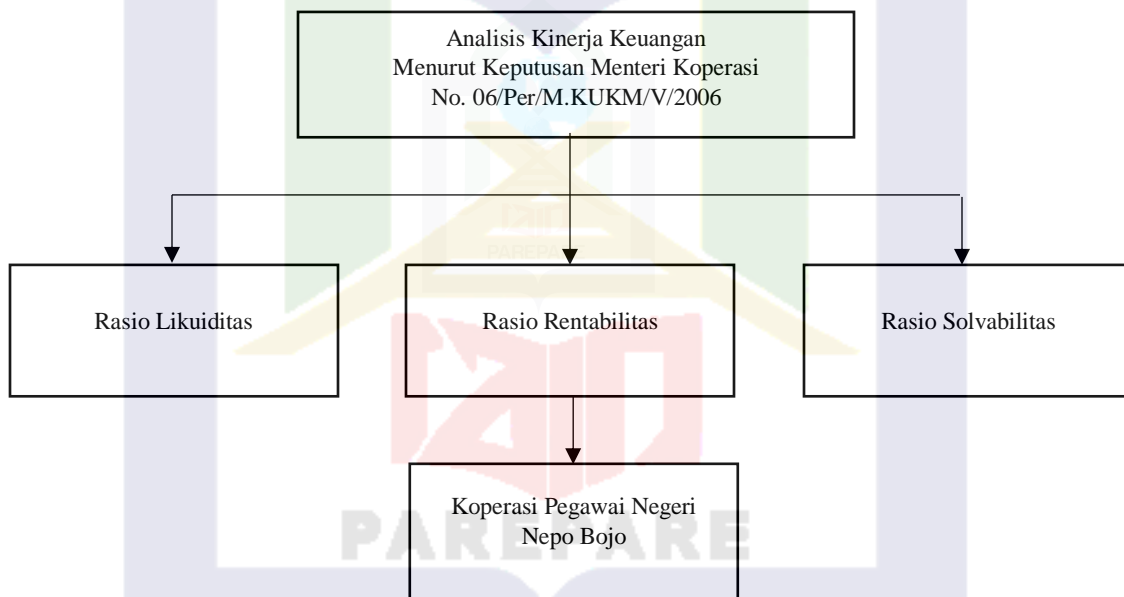 Analisis Kinerja Keuangan
Menurut Keputusan Menteri Koperasi
No. 06/Per/M.KUKM/V/2006
PAREPARE
Rasio Likuiditas
Rasio Rentabilitas
Rasio Solvabilitas
Koperasi Pegawai Negeri
Nepo Bojo
PAREPARE